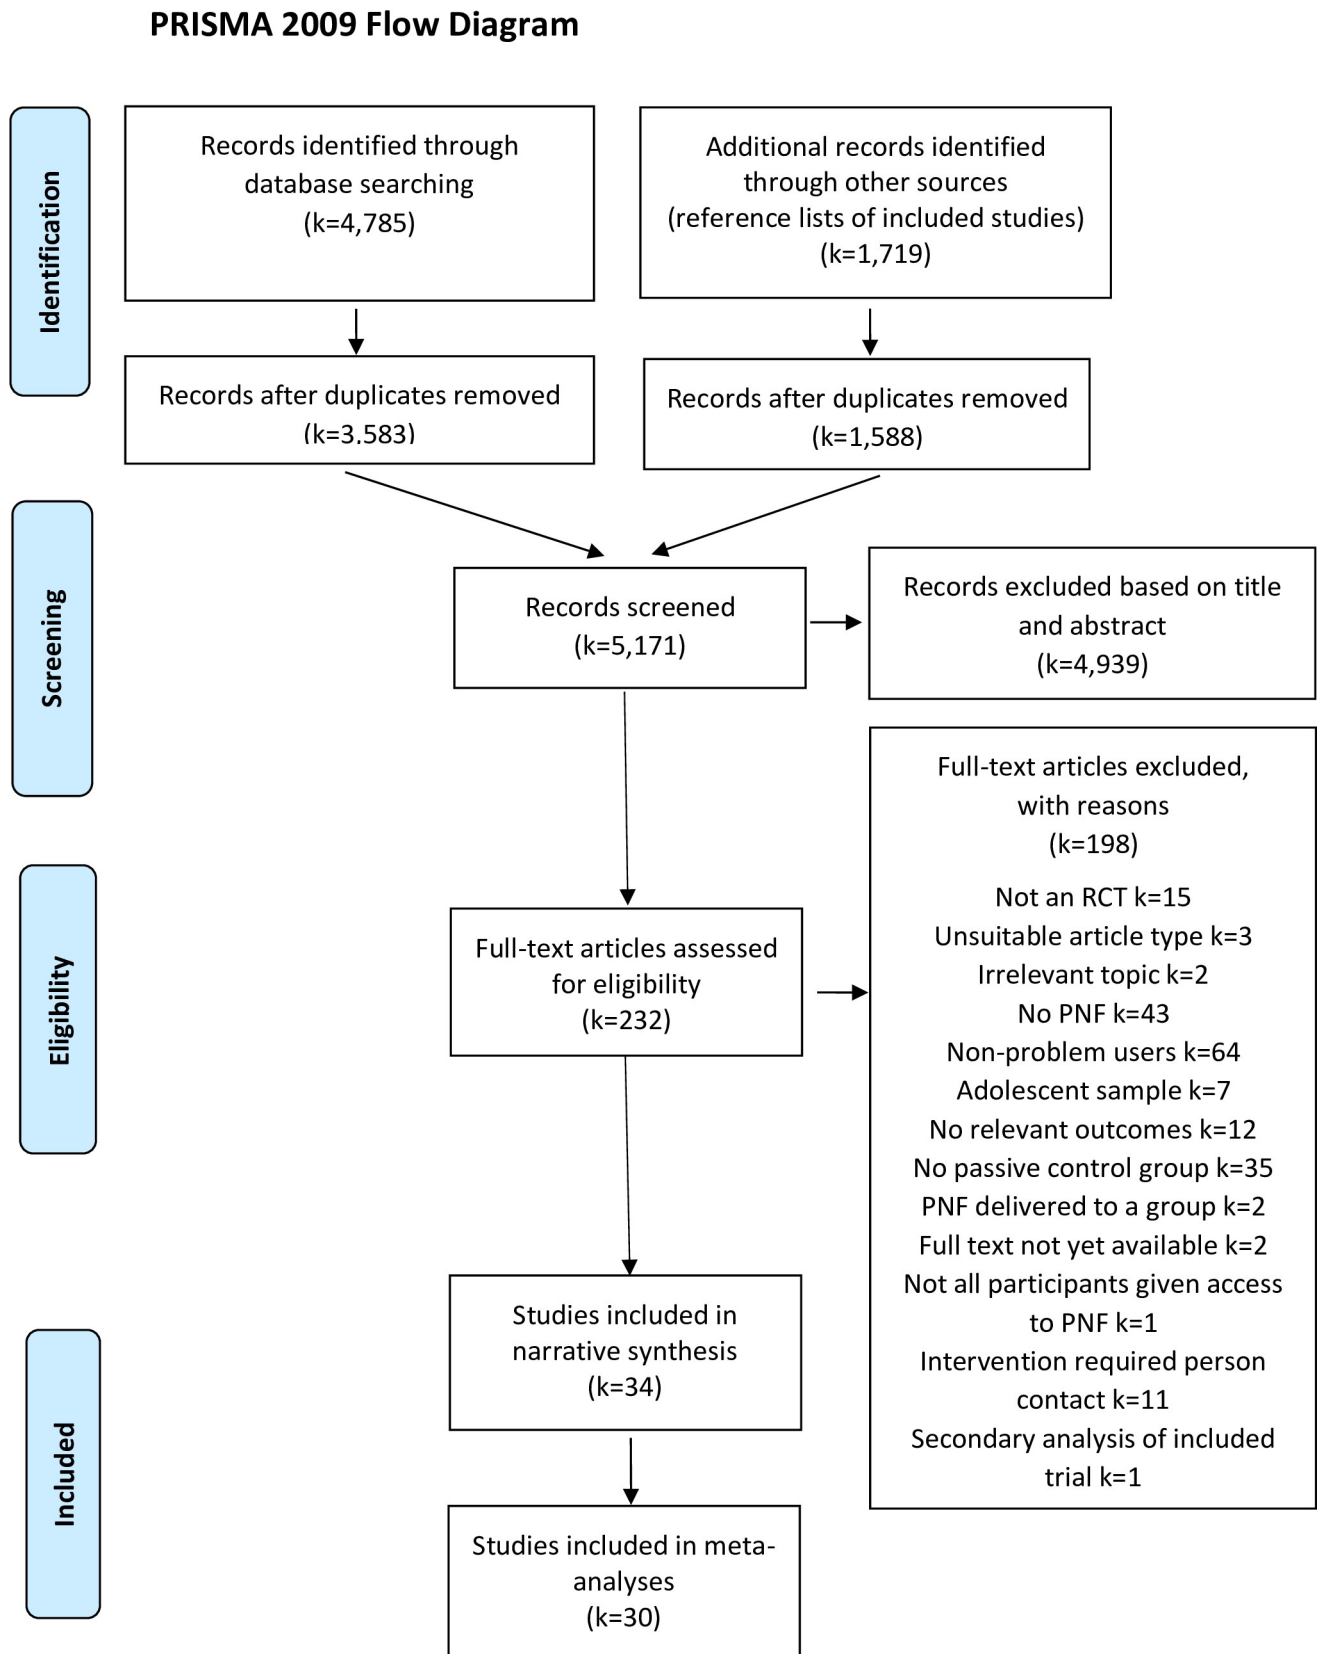 PRISMA 2009 Flow Diagram
Identification
Records identified through
database searching
(k=4,785)
Additional records identified
through other sources
(reference lists of included studies)
(k=1,719)
Records after duplicates removed
(k=3,583)
Records after duplicates removed
(k=1,588)
Screening
Records screened
(k=5,171)
Records excluded based on title
and abstract
(k=4,939)
Eligibility
Full-text articles assessed
for eligibility
(k=232)
Full-text articles excluded,
with reasons
(k=198)
Not an RCT k=15
Unsuitable article type k=3
Irrelevant topic k=2
No PNF k=43
Non-problem users k=64
Adolescent sample k=7
No relevant outcomes k=12
No passive control group k=35
PNF delivered to a group k=2
Full text not yet available k=2
Not all participants given access
to PNF k=1
Intervention required person
contact k=11
Secondary analysis of included
trial k=1
Included
Studies included in
narrative synthesis
(k=34)
Studies included in meta-
analyses
(k=30)